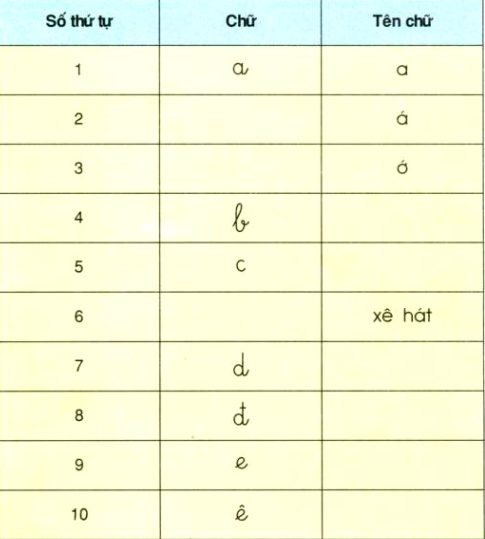 Số thứ tự Chữ Tên chữ
1 a a
2 á
3 ớ
4 b
5 c
6 xê hát
7 d
8 đ
9 e
10 ê